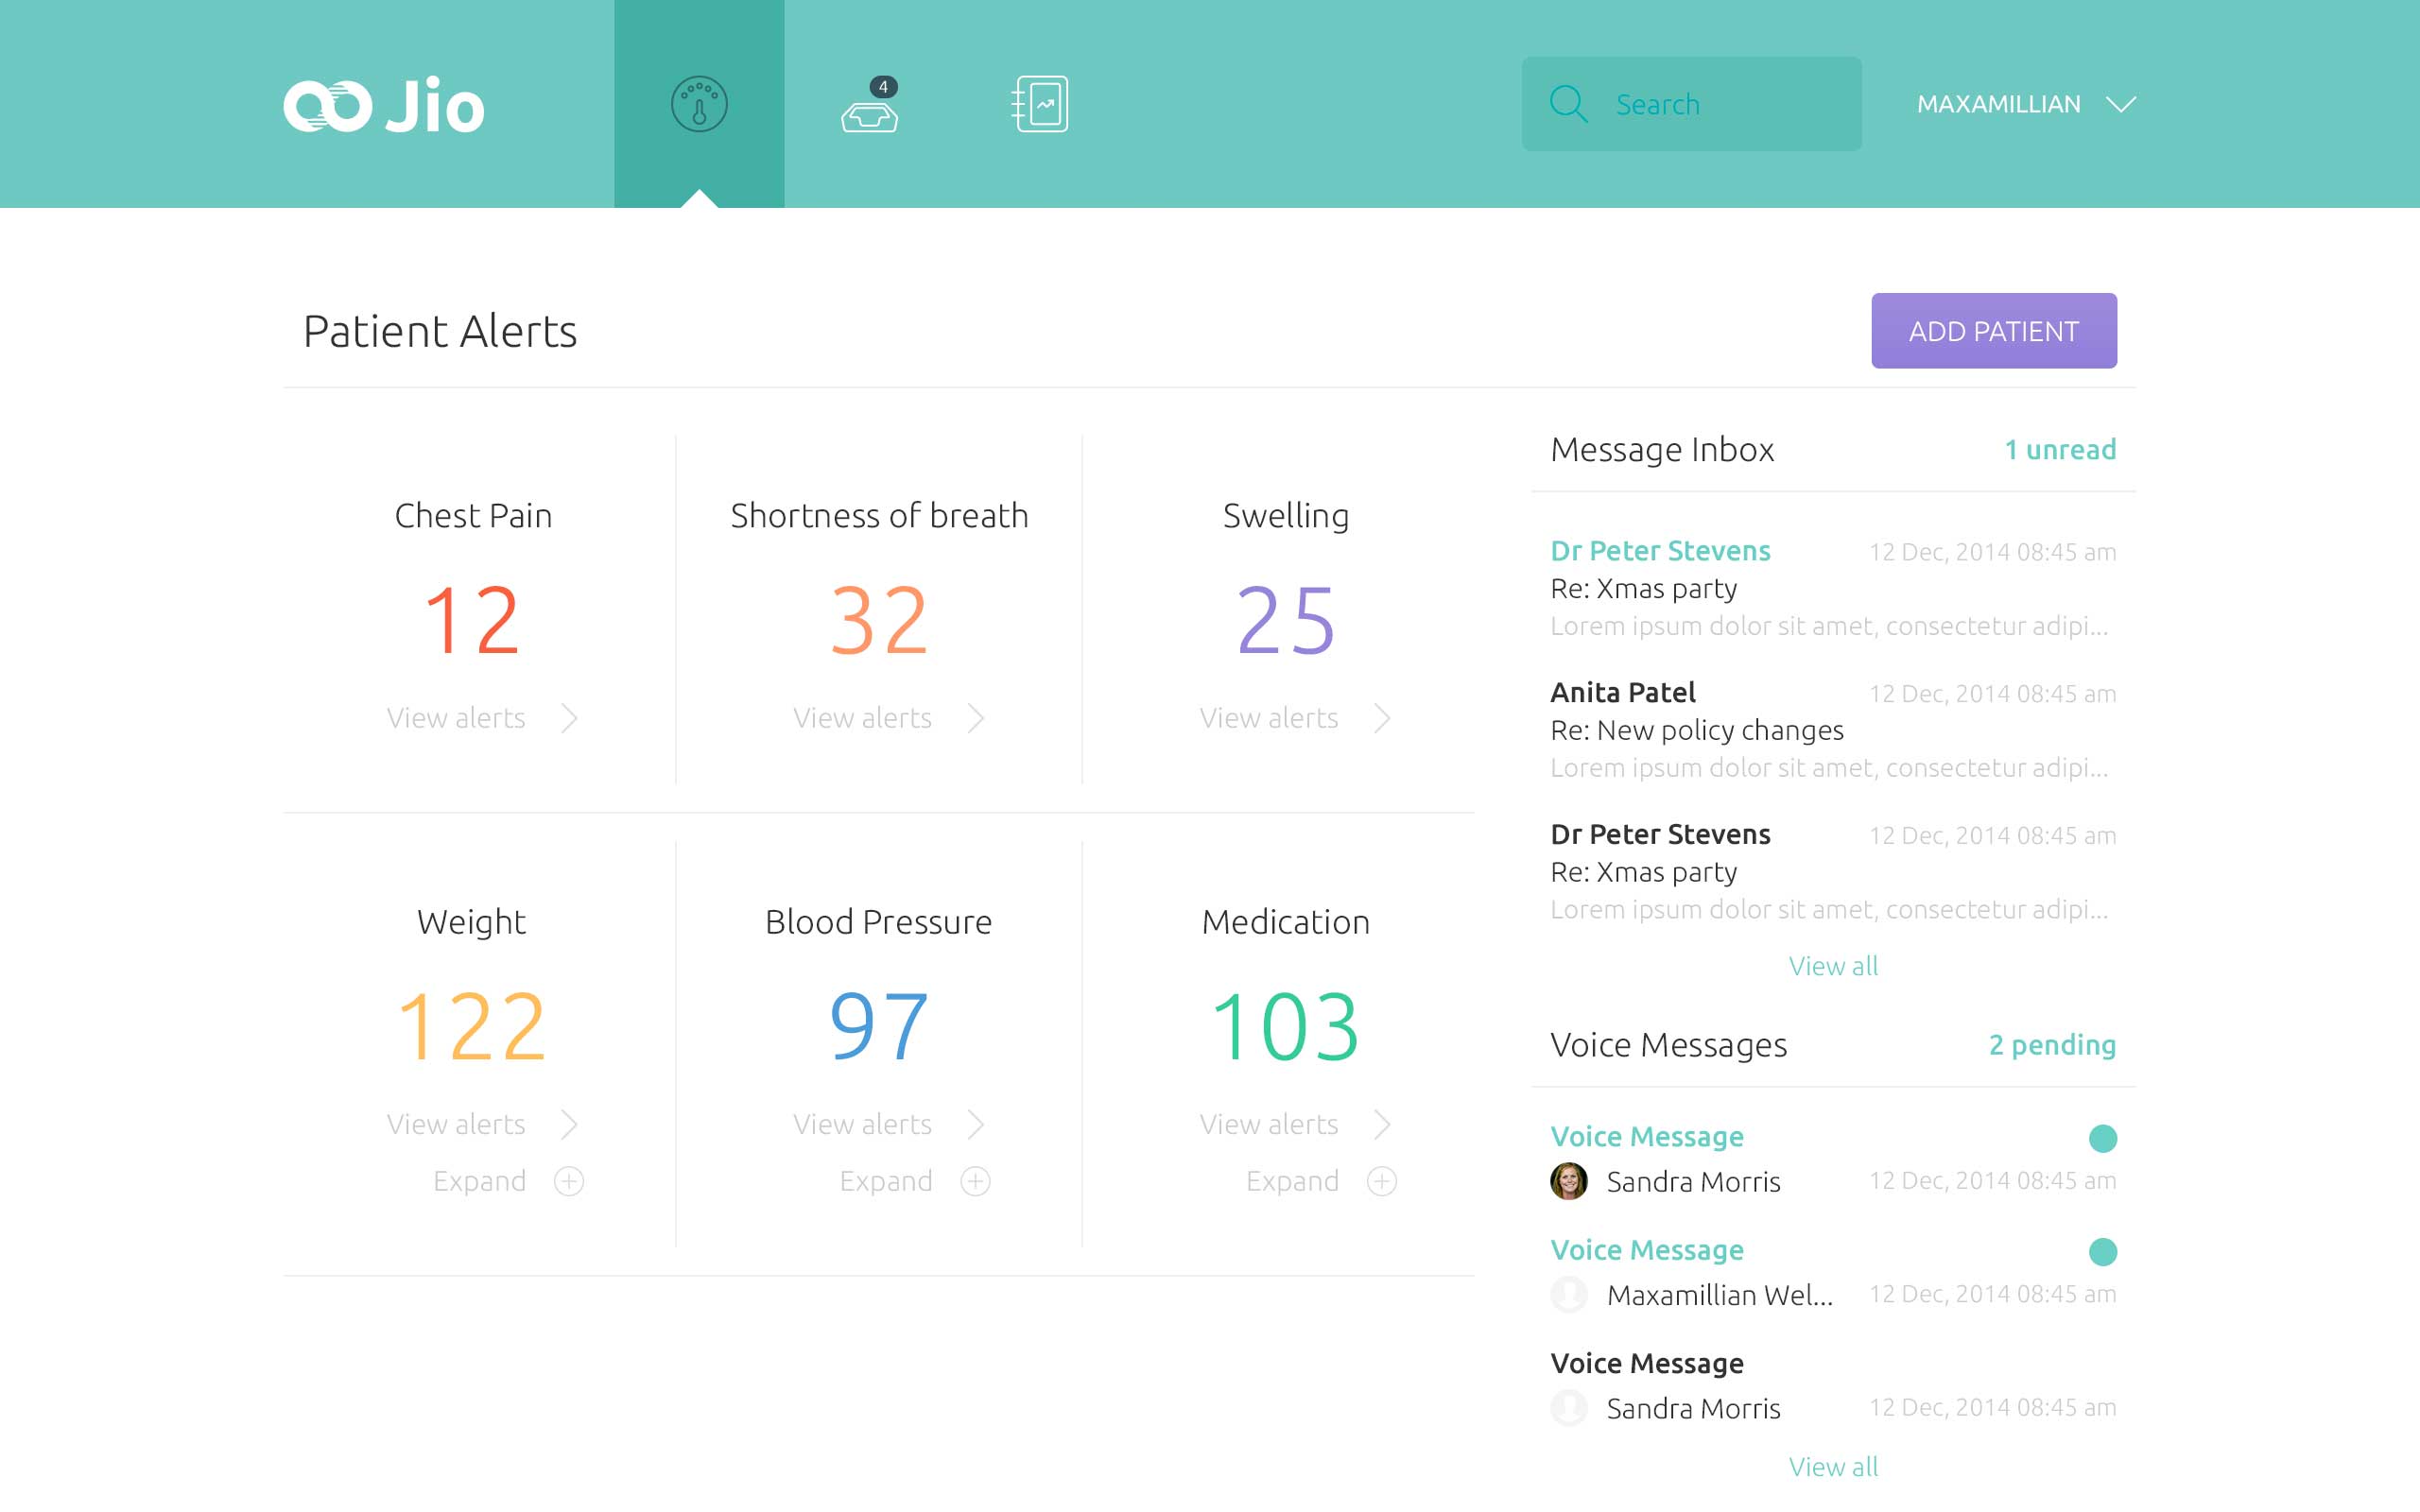 Jio
4
Search
MAXAMILLIAN
Patient Alerts
ADD PATIENT
Chest Pain
12
View alerts
Shortness of breath
32
View alerts
Swelling
25
View alerts
Weight
122
View alerts
Expand
Blood Pressure
97
View alerts
Expand
Medication
103
View alerts
Expand
Message Inbox
1 unread
Dr Peter Stevens
12 Dec, 2014 08:45 am
Re: Xmas party
Lorem ipsum dolor sit amet, consectetur adipi...
Anita Patel
12 Dec, 2014 08:45 am
Re: New policy changes
Lorem ipsum dolor sit amet, consectetur adipi...
Dr Peter Stevens
12 Dec, 2014 08:45 am
Re: Xmas party
Lorem ipsum dolor sit amet, consectetur adipi...
View all
Voice Messages
2 pending
Voice Message
Sandra Morris
12 Dec, 2014 08:45 am
Voice Message
Maxamillian Wel...
12 Dec, 2014 08:45 am
Voice Message
Sandra Morris
12 Dec, 2014 08:45 am
View all